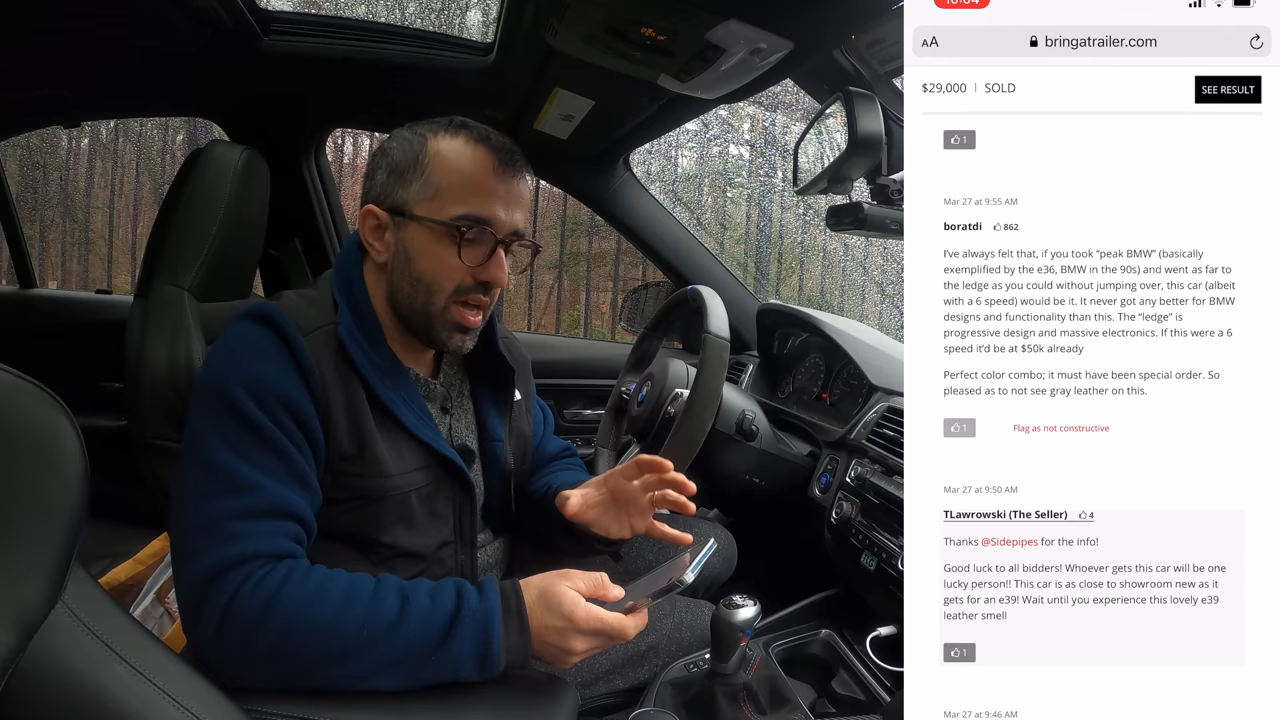 10:04
AA
bringatrailer.com
$29,000 | SOLD
SEE RESULT
1
Mar 27 at 9:55 AM
boratdi 862
I've always felt that, if you took “peak BMW” (basically
exemplified by the e36, BMW in the 90s) and went as far to
the ledge as you could without jumping over, this car (albeit
with a 6 speed) would be it. It never got any better for BMW
designs and functionality than this. The “ledge” is
progressive design and massive electronics. If this were a 6
speed it'd be at $50k already
Perfect color combo; it must have been special order. So
pleased as to not see gray leather on this.
1
Flag as not constructive
Mar 27 at 9:50 AM
TLawrowski (The Seller) 4
Thanks @Sidepipes for the info!
Good luck to all bidders! Whoever gets this car will be one
lucky person!! This car is as close to showroom new as it
gets for an e39! Wait until you experience this lovely e39
leather smell
1
Mar 27 at 9:46 AM